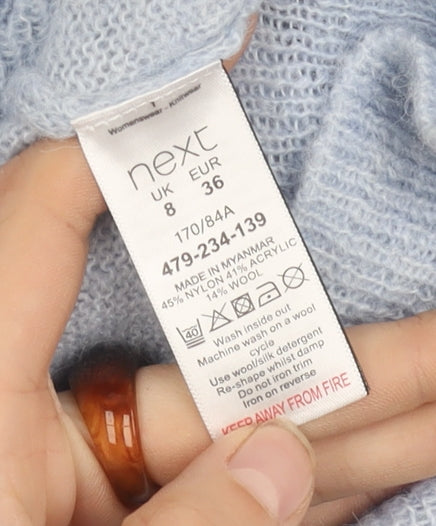 Womenswear - Knitwear
next
UK EUR
8 36
170/84A
479-234-139
MADE IN MYANMAR
45% NYLON 41% ACRYLIC
14% WOOL
40
Wash inside out
Machine wash on a wool
cycla
Use wool/silk detergent
Re-shape whilst damp
Do not iron trim
Iron on reverse
KEEP AWAY FROM FIRE